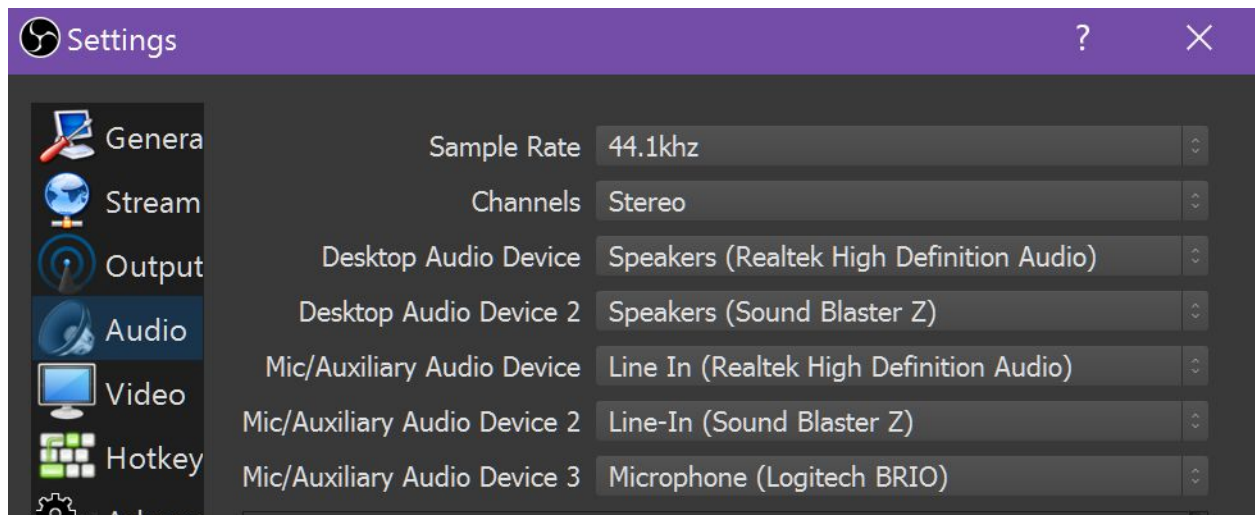 Settings
?
Genera
Stream
Output
Audio
Video
Hotkey
Sample Rate 44.1khz
Channels Stereo
Desktop Audio Device Speakers (Realtek High Definition Audio)
Desktop Audio Device 2 Speakers (Sound Blaster Z)
Mic/Auxiliary Audio Device Line In (Realtek High Definition Audio)
Mic/Auxiliary Audio Device 2 Line-In (Sound Blaster Z)
Mic/Auxiliary Audio Device 3 Microphone (Logitech BRIO)